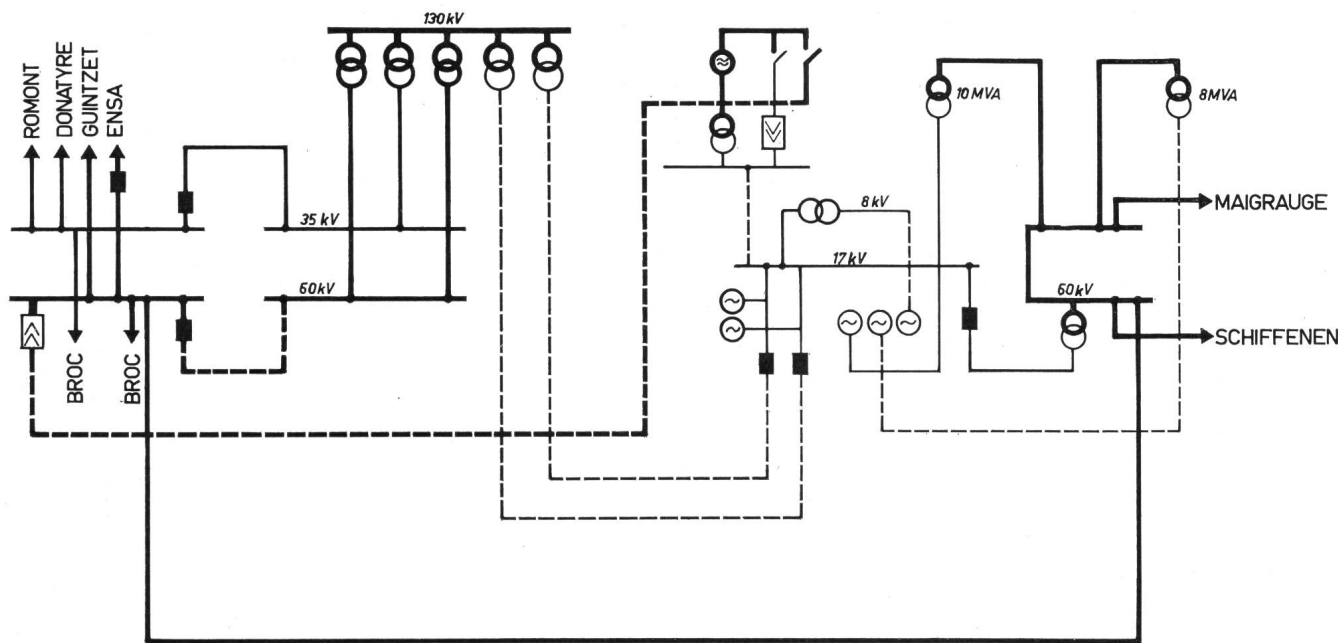 130 kV
ROMONT
DONATYRE
GUINTZET
ENSA
10 MVA
8 MVA
35 kV
8 kV
MAIGRAUGE
17 kV
60 kV
60 kV
SCHIFFENEN
BROC
BROC